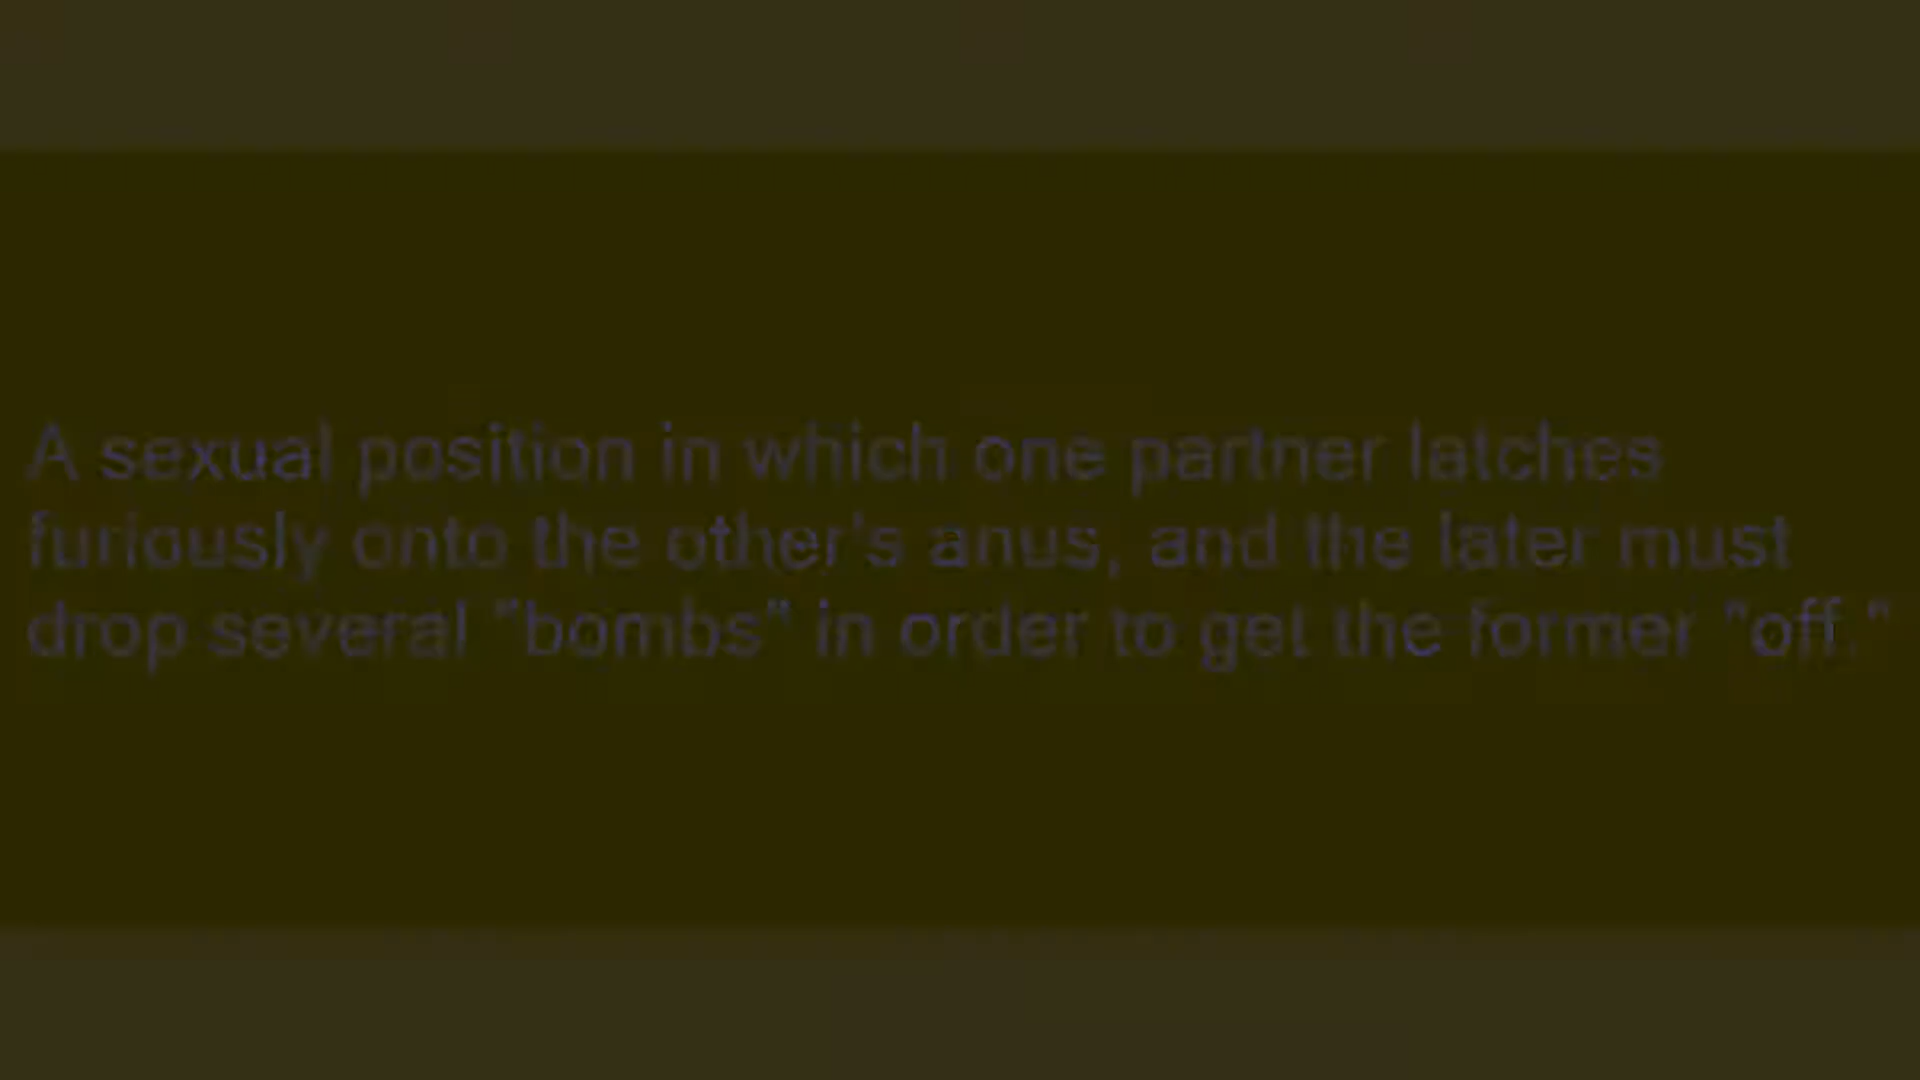 A sexual position in which one partner latches
furiously onto the other's anus, and the later must
drop several "bombs" in order to get the former "off."